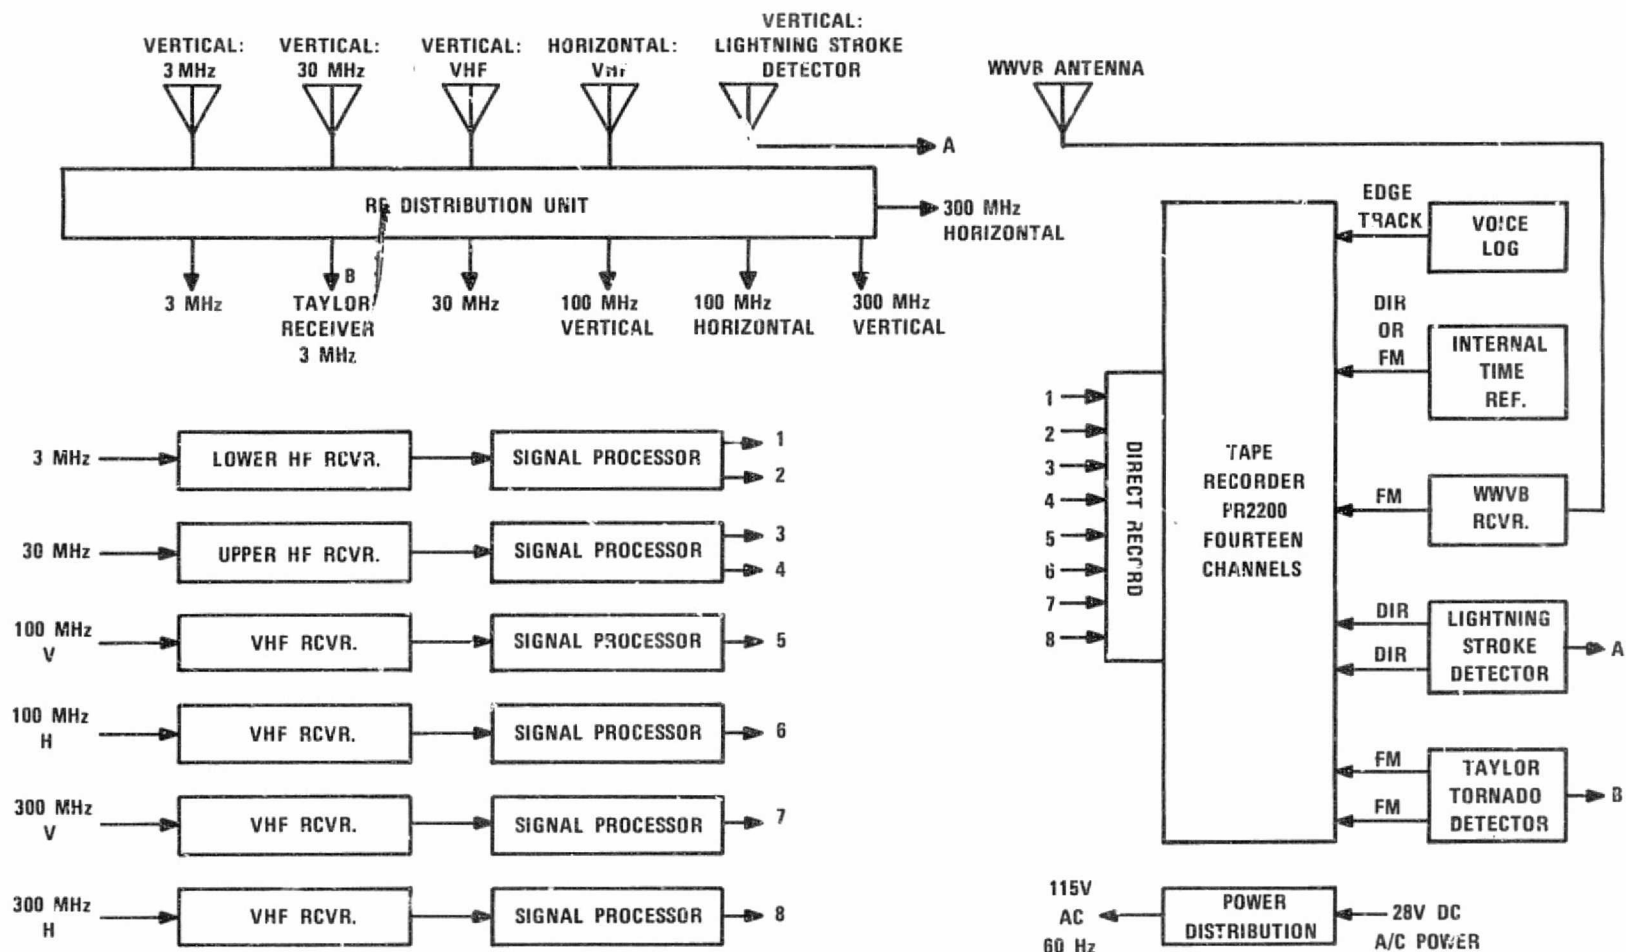 VERTICAL: 3 MHz
VERTICAL: 30 MHz
VERTICAL: VHF
HORIZONTAL: VHF
VERTICAL: LIGHTNING STROKE DETECTOR
WWVB ANTENNA
A
RF DISTRIBUTION UNIT
300 MHz HORIZONTAL
3 MHz
B
TAYLOR RECEIVER 3 MHz
30 MHz
100 MHz VERTICAL
100 MHz HORIZONTAL
300 MHz VERTICAL
3 MHz
LOWER HF RCVR.
SIGNAL PROCESSOR
1
2
30 MHz
UPPER HF RCVR.
SIGNAL PROCESSOR
3
4
100 MHz V
VHF RCVR.
SIGNAL PROCESSOR
5
100 MHz H
VHF RCVR.
SIGNAL PROCESSOR
6
300 MHz V
VHF RCVR.
SIGNAL PROCESSOR
7
300 MHz H
VHF RCVR.
SIGNAL PROCESSOR
8
1
2
3
4
5
6
7
8
DIRECT RECORD
TAPE
RECORDER
PR2200
FOURTEEN
CHANNELS
EDGE TRACK
VOICE LOG
DIR OR FM
INTERNAL TIME REF.
FM
WWVB RCVR.
DIR
DIR
LIGHTNING STROKE DETECTOR
A
FM
FM
TAYLOR TORNADO DETECTOR
B
115V AC 60 Hz
POWER DISTRIBUTION
28V DC
A/C POWER